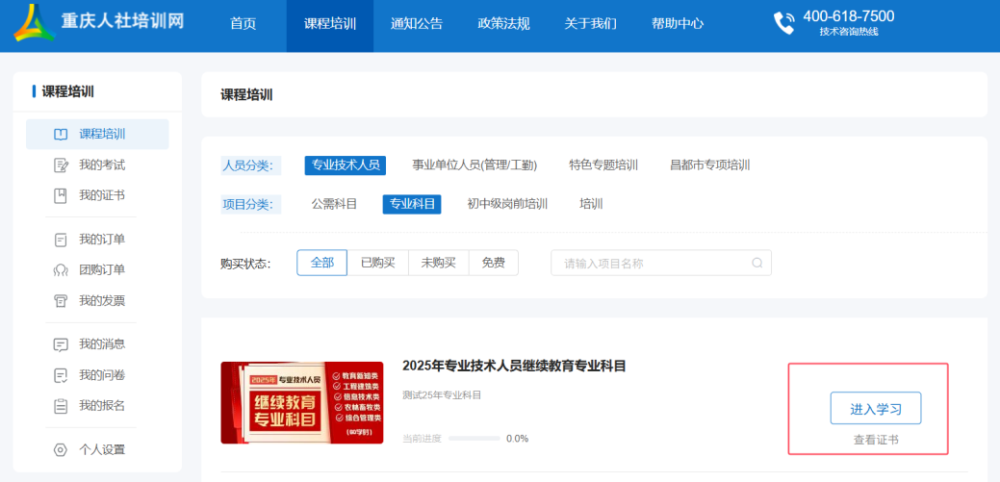 重庆人社培训网
首页 课程培训 通知公告 政策法规 关于我们 帮助中心
400-618-7500
技术咨询热线
课程培训
课程培训
我的考试
我的证书
我的订单
团购订单
我的发票
我的消息
我的问卷
我的报名
个人设置
课程培训
人员分类: 专业技术人员 事业单位人员(管理/工勤) 特色专题培训 昌都市专项培训
项目分类: 公需科目 专业科目 初中级岗前培训 培训
购买状态: 全部 已购买 未购买 免费 请输入项目名称
2025年 专业技术人员
继续教育
专业科目
教育新知类
工程建筑类
信息技术类
农林畜牧类
综合管理类
(60学时)
2025年专业技术人员继续教育专业科目
测试25年专业科目
当前进度 0.0%
进入学习
查看证书